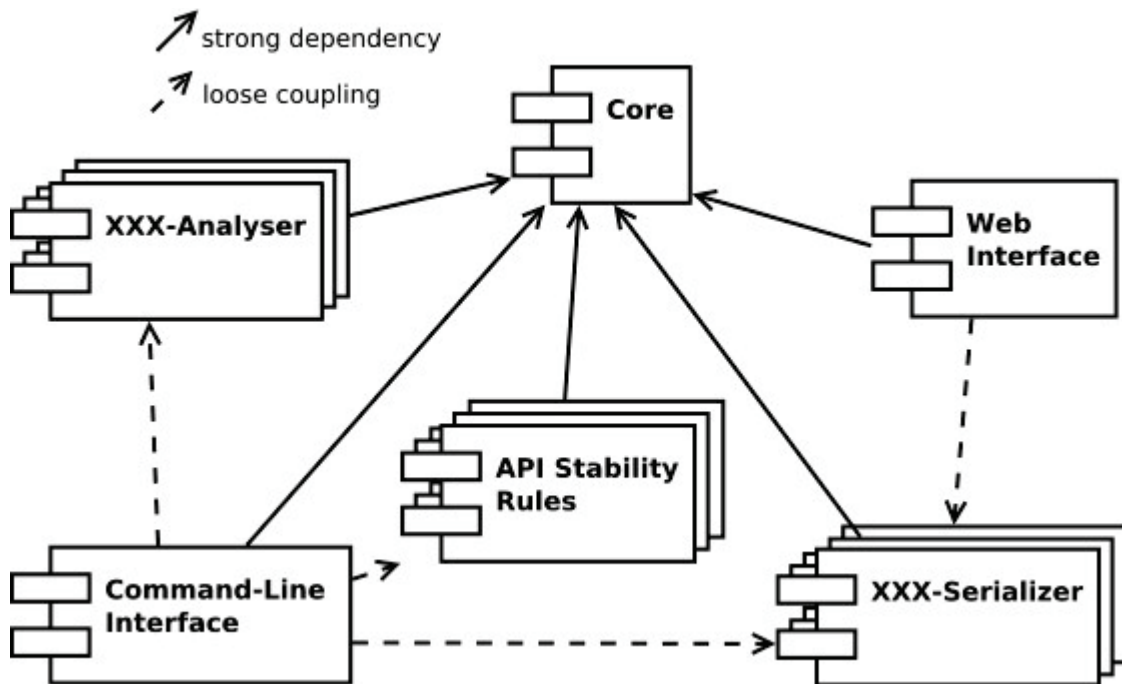 strong dependency
loose coupling
Core
XXX-Analyser
Web
Interface
API Stability
Rules
Command-Line
Interface
XXX-Serializer